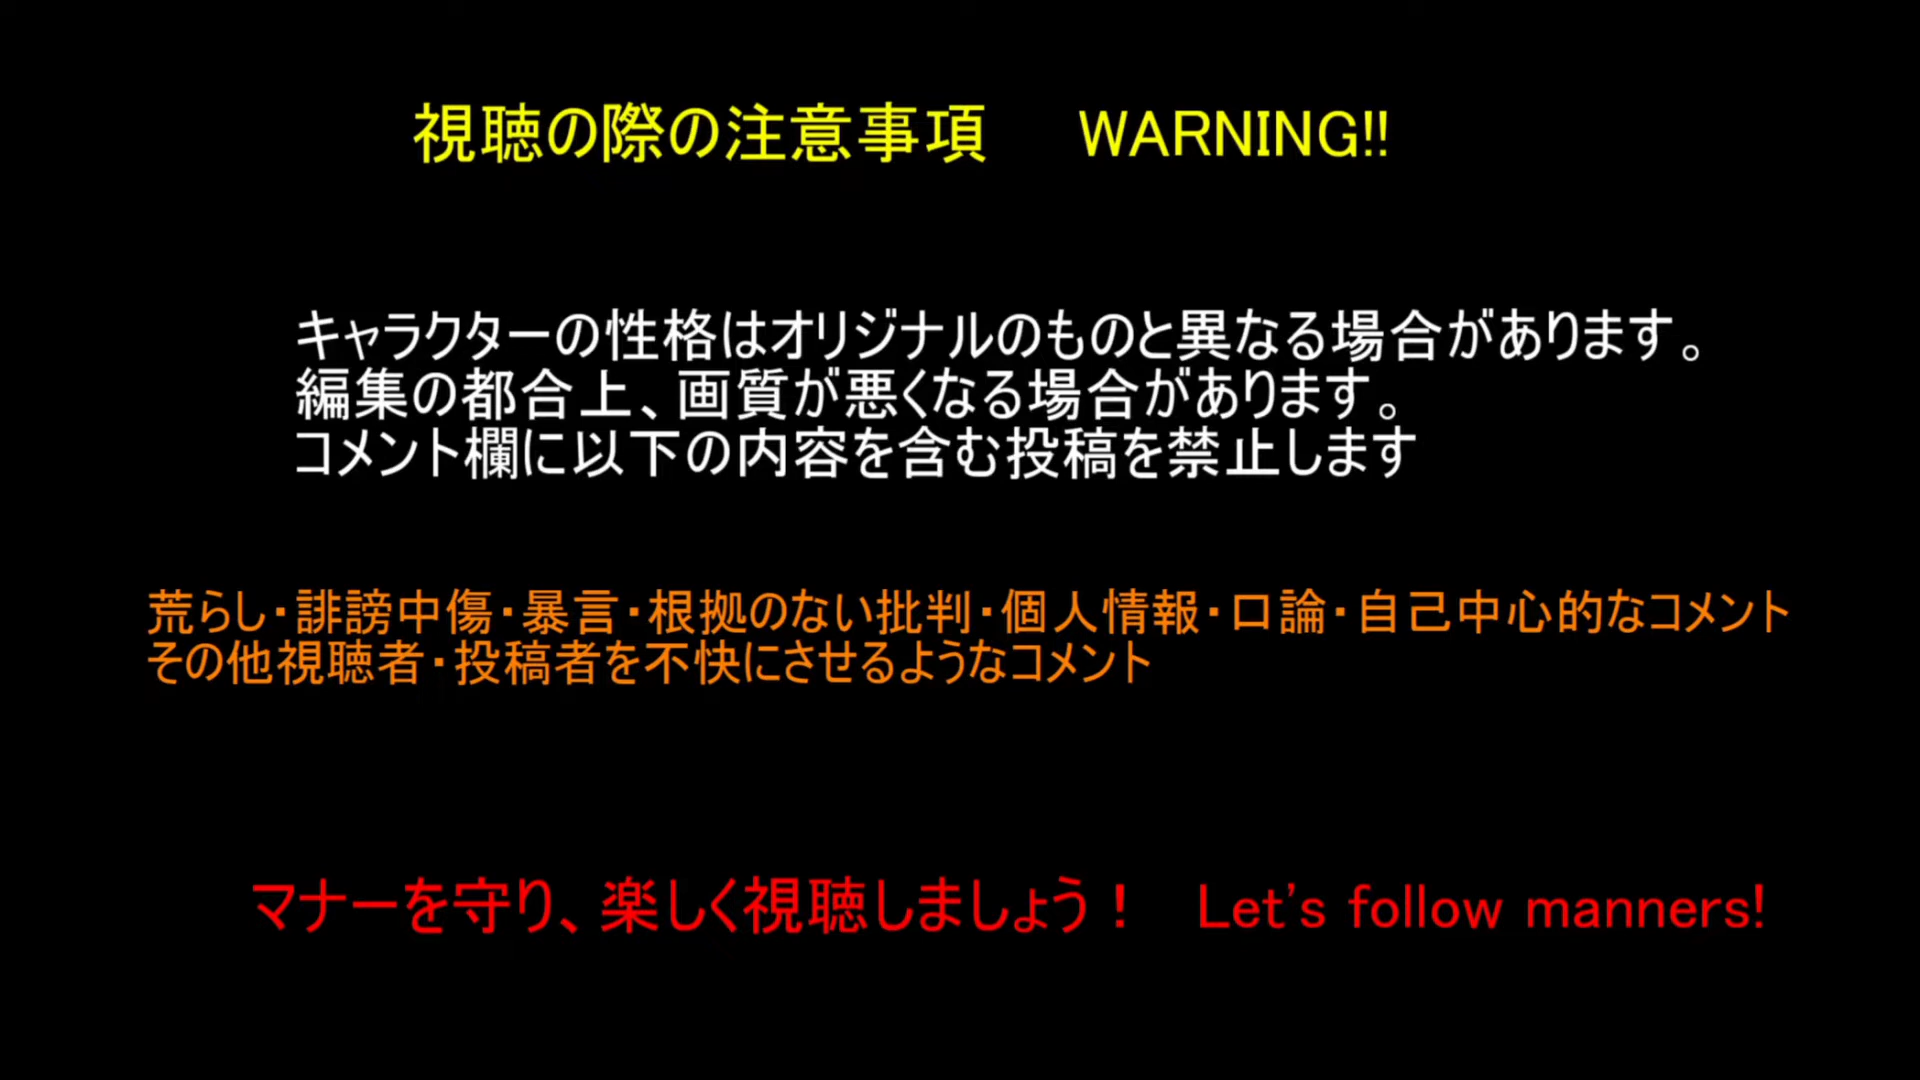 視聴の際の注意事項　WARNING!!
キャラクターの性格はオリジナルのものと異なる場合があります。
編集の都合上、画質が悪くなる場合があります。
コメント欄に以下の内容を含む投稿を禁止します
荒らし・誹謗中傷・暴言・根拠のない批判・個人情報・口論・自己中心的なコメント
その他視聴者・投稿者を不快にさせるようなコメント
マナーを守り、楽しく視聴しましょう！　Let's follow manners!